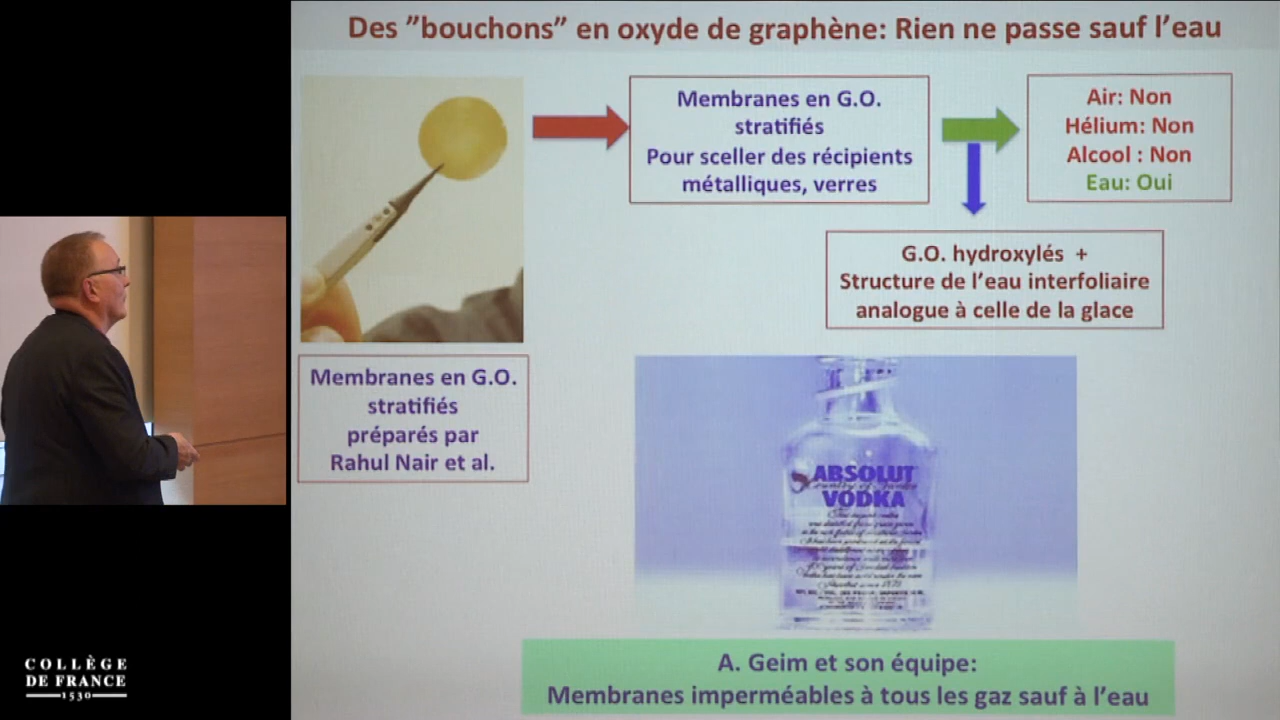 Des ”bouchons” en oxyde de graphène: Rien ne passe sauf l’eau
Membranes en G.O.
stratifiés
Pour sceller des récipients
métalliques, verres
Air: Non
Hélium: Non
Alcool : Non
Eau: Oui
G.O. hydroxylés +
Structure de l’eau interfoliaire
analogue à celle de la glace
Membranes en G.O.
stratifiés
préparés par
Rahul Nair et al.
ABSOLUT
VODKA
A. Geim et son équipe:
Membranes imperméables à tous les gaz sauf à l’eau
COLLÈGE
DE FRANCE
1530